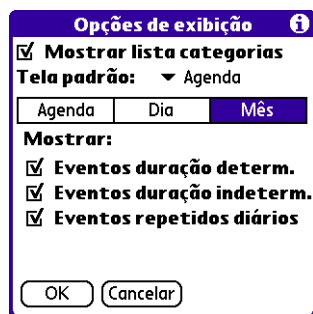 Opções de exibição
Mostrar lista categorias
Tela padrão: Agenda
Agenda Dia Mês
Mostrar:
Eventos duração determ.
Eventos duração indeterm.
Eventos repetidos diários
OK Cancelar